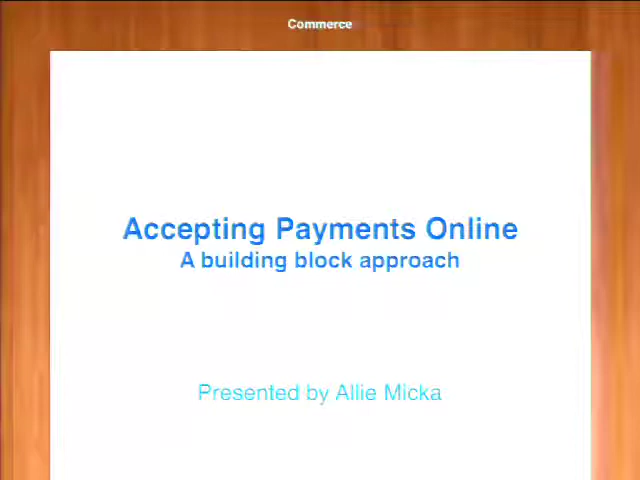 Commerce
Accepting Payments Online
A building block approach
Presented by Allie Micka